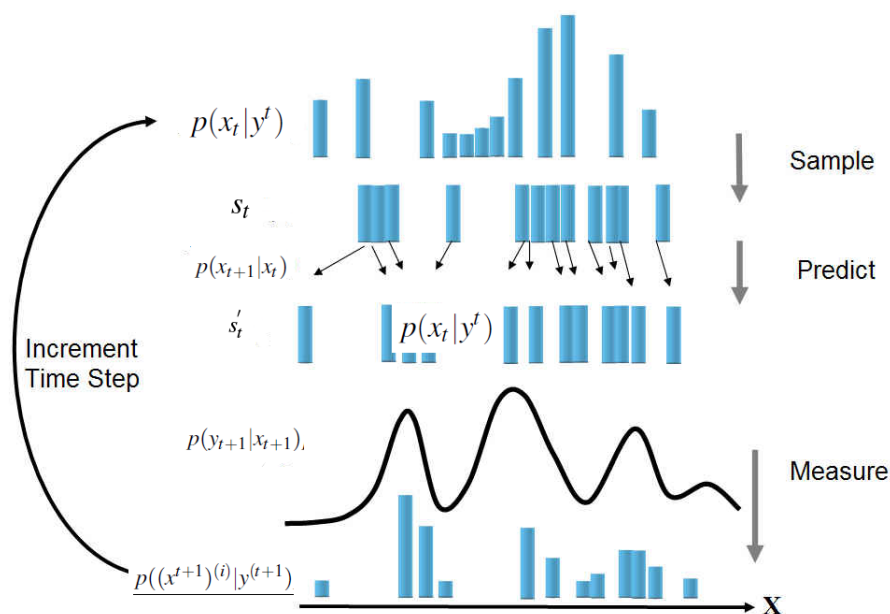 p(x_t|y^t)
Sample
s_t
p(x_{t+1}|x_t)
Predict
s'_t
p(x_t|y^t)
Increment
Time Step
p(y_{t+1}|x_{t+1})
Measure
p((x^{t+1})^{(i)}|y^{(t+1)})
X